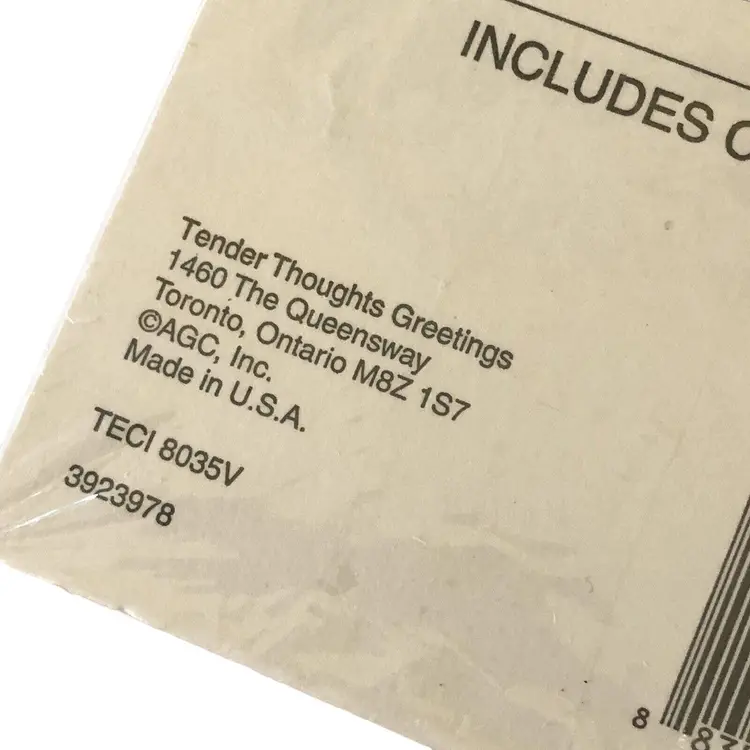 INCLUDES
Tender Thoughts Greetings
1460 The Queensway
Toronto, Ontario M8Z 1S7
©AGC, Inc.
Made in U.S.A.
TECI 8035V
3923978
8